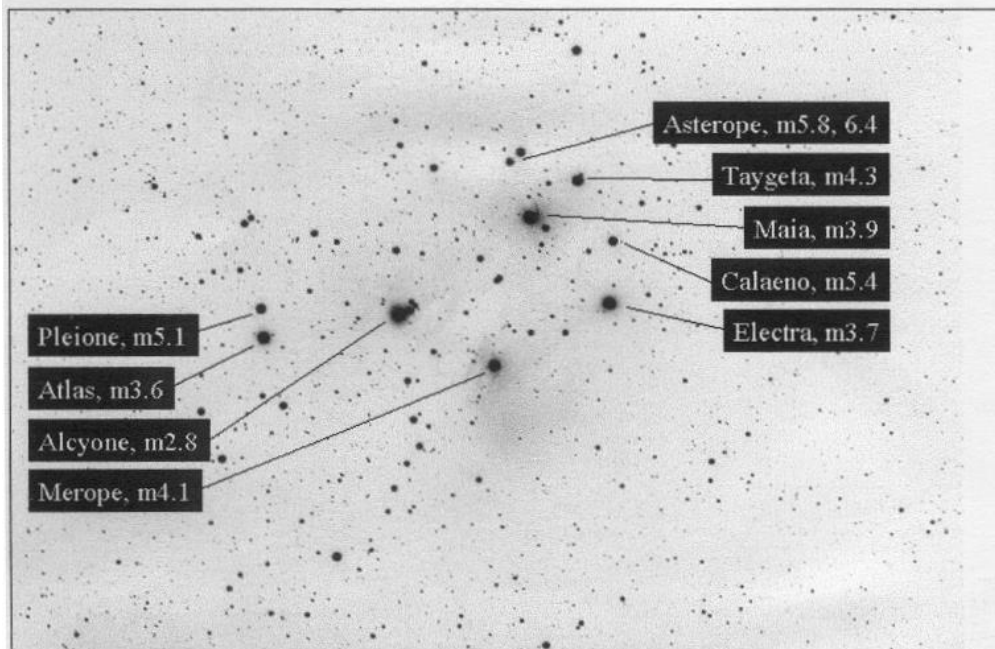 Asterope, m5.8, 6.4
Taygeta, m4.3
Maia, m3.9
Calaeno, m5.4
Electra, m3.7
Pleione, m5.1
Atlas, m3.6
Alcyone, m2.8
Merope, m4.1